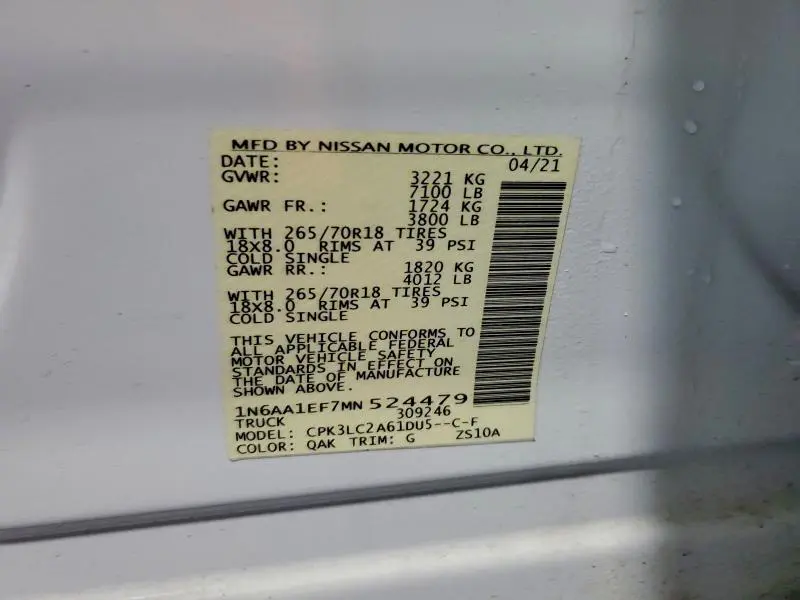 MFD BY NISSAN MOTOR CO., LTD.
DATE: 04/21
GVWR: 3221 KG
7100 LB
GAWR FR.: 1724 KG
3800 LB
WITH 265/70R18 TIRES
18X8.0 RIMS AT 39 PSI
COLD SINGLE
GAWR RR.: 1820 KG
4012 LB
WITH 265/70R18 TIRES
18X8.0 RIMS AT 39 PSI
COLD SINGLE
THIS VEHICLE CONFORMS TO
ALL APPLICABLE FEDERAL
MOTOR VEHICLE SAFETY
STANDARDS IN EFFECT ON
THE DATE OF MANUFACTURE
SHOWN ABOVE.
1N6AA1EF7MN 524479
TRUCK 309246
MODEL: CPK3LC2A61DU5--C-F
COLOR: QAK TRIM: G ZS10A